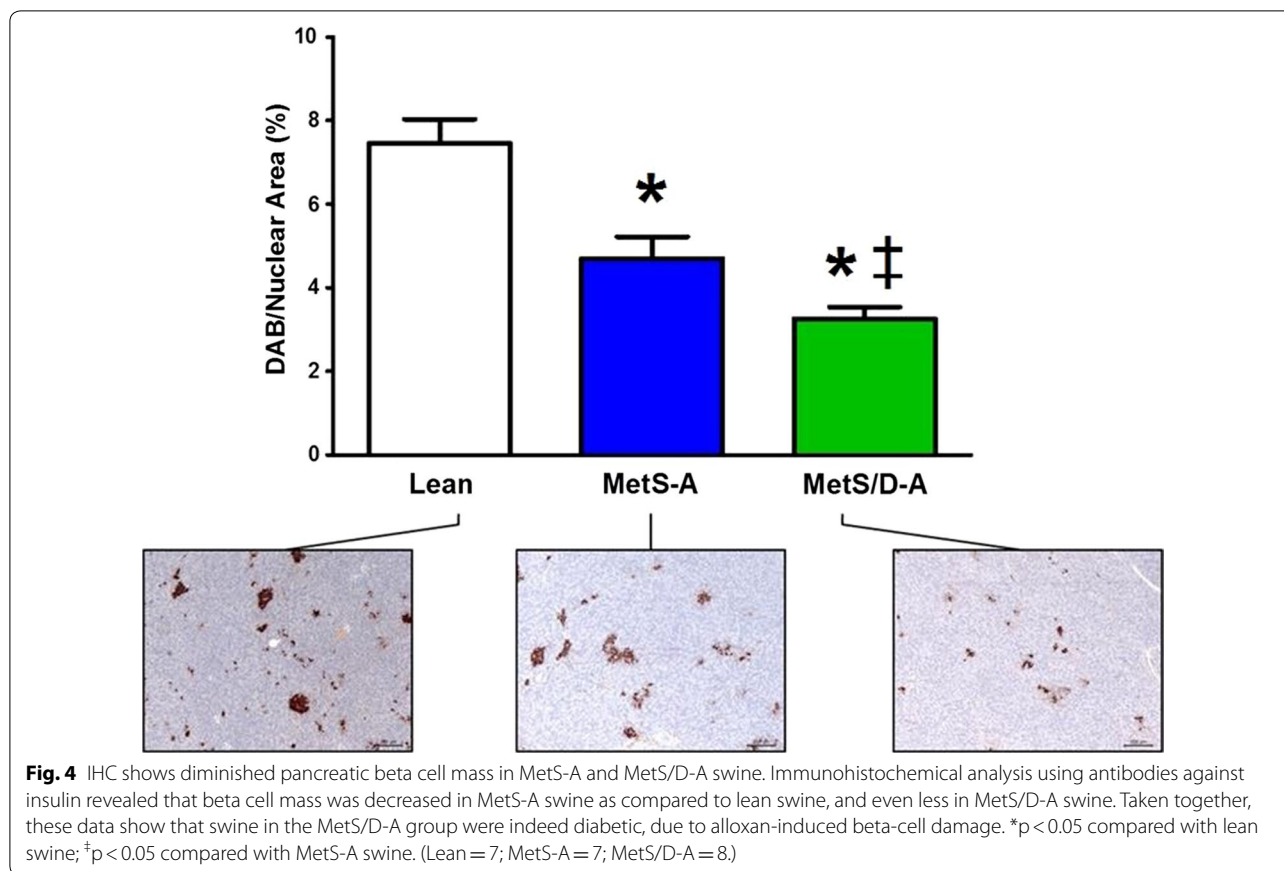 10
8
6
4
2
0
DAB/Nuclear Area (%)
*
* ‡
Lean MetS-A MetS/D-A
Fig. 4 IHC shows diminished pancreatic beta cell mass in MetS-A and MetS/D-A swine. Immunohistochemical analysis using antibodies against
insulin revealed that beta cell mass was decreased in MetS-A swine as compared to lean swine, and even less in MetS/D-A swine. Taken together,
these data show that swine in the MetS/D-A group were indeed diabetic, due to alloxan-induced beta-cell damage. *p < 0.05 compared with lean
swine; ‡p < 0.05 compared with MetS-A swine. (Lean = 7; MetS-A = 7; MetS/D-A = 8.)